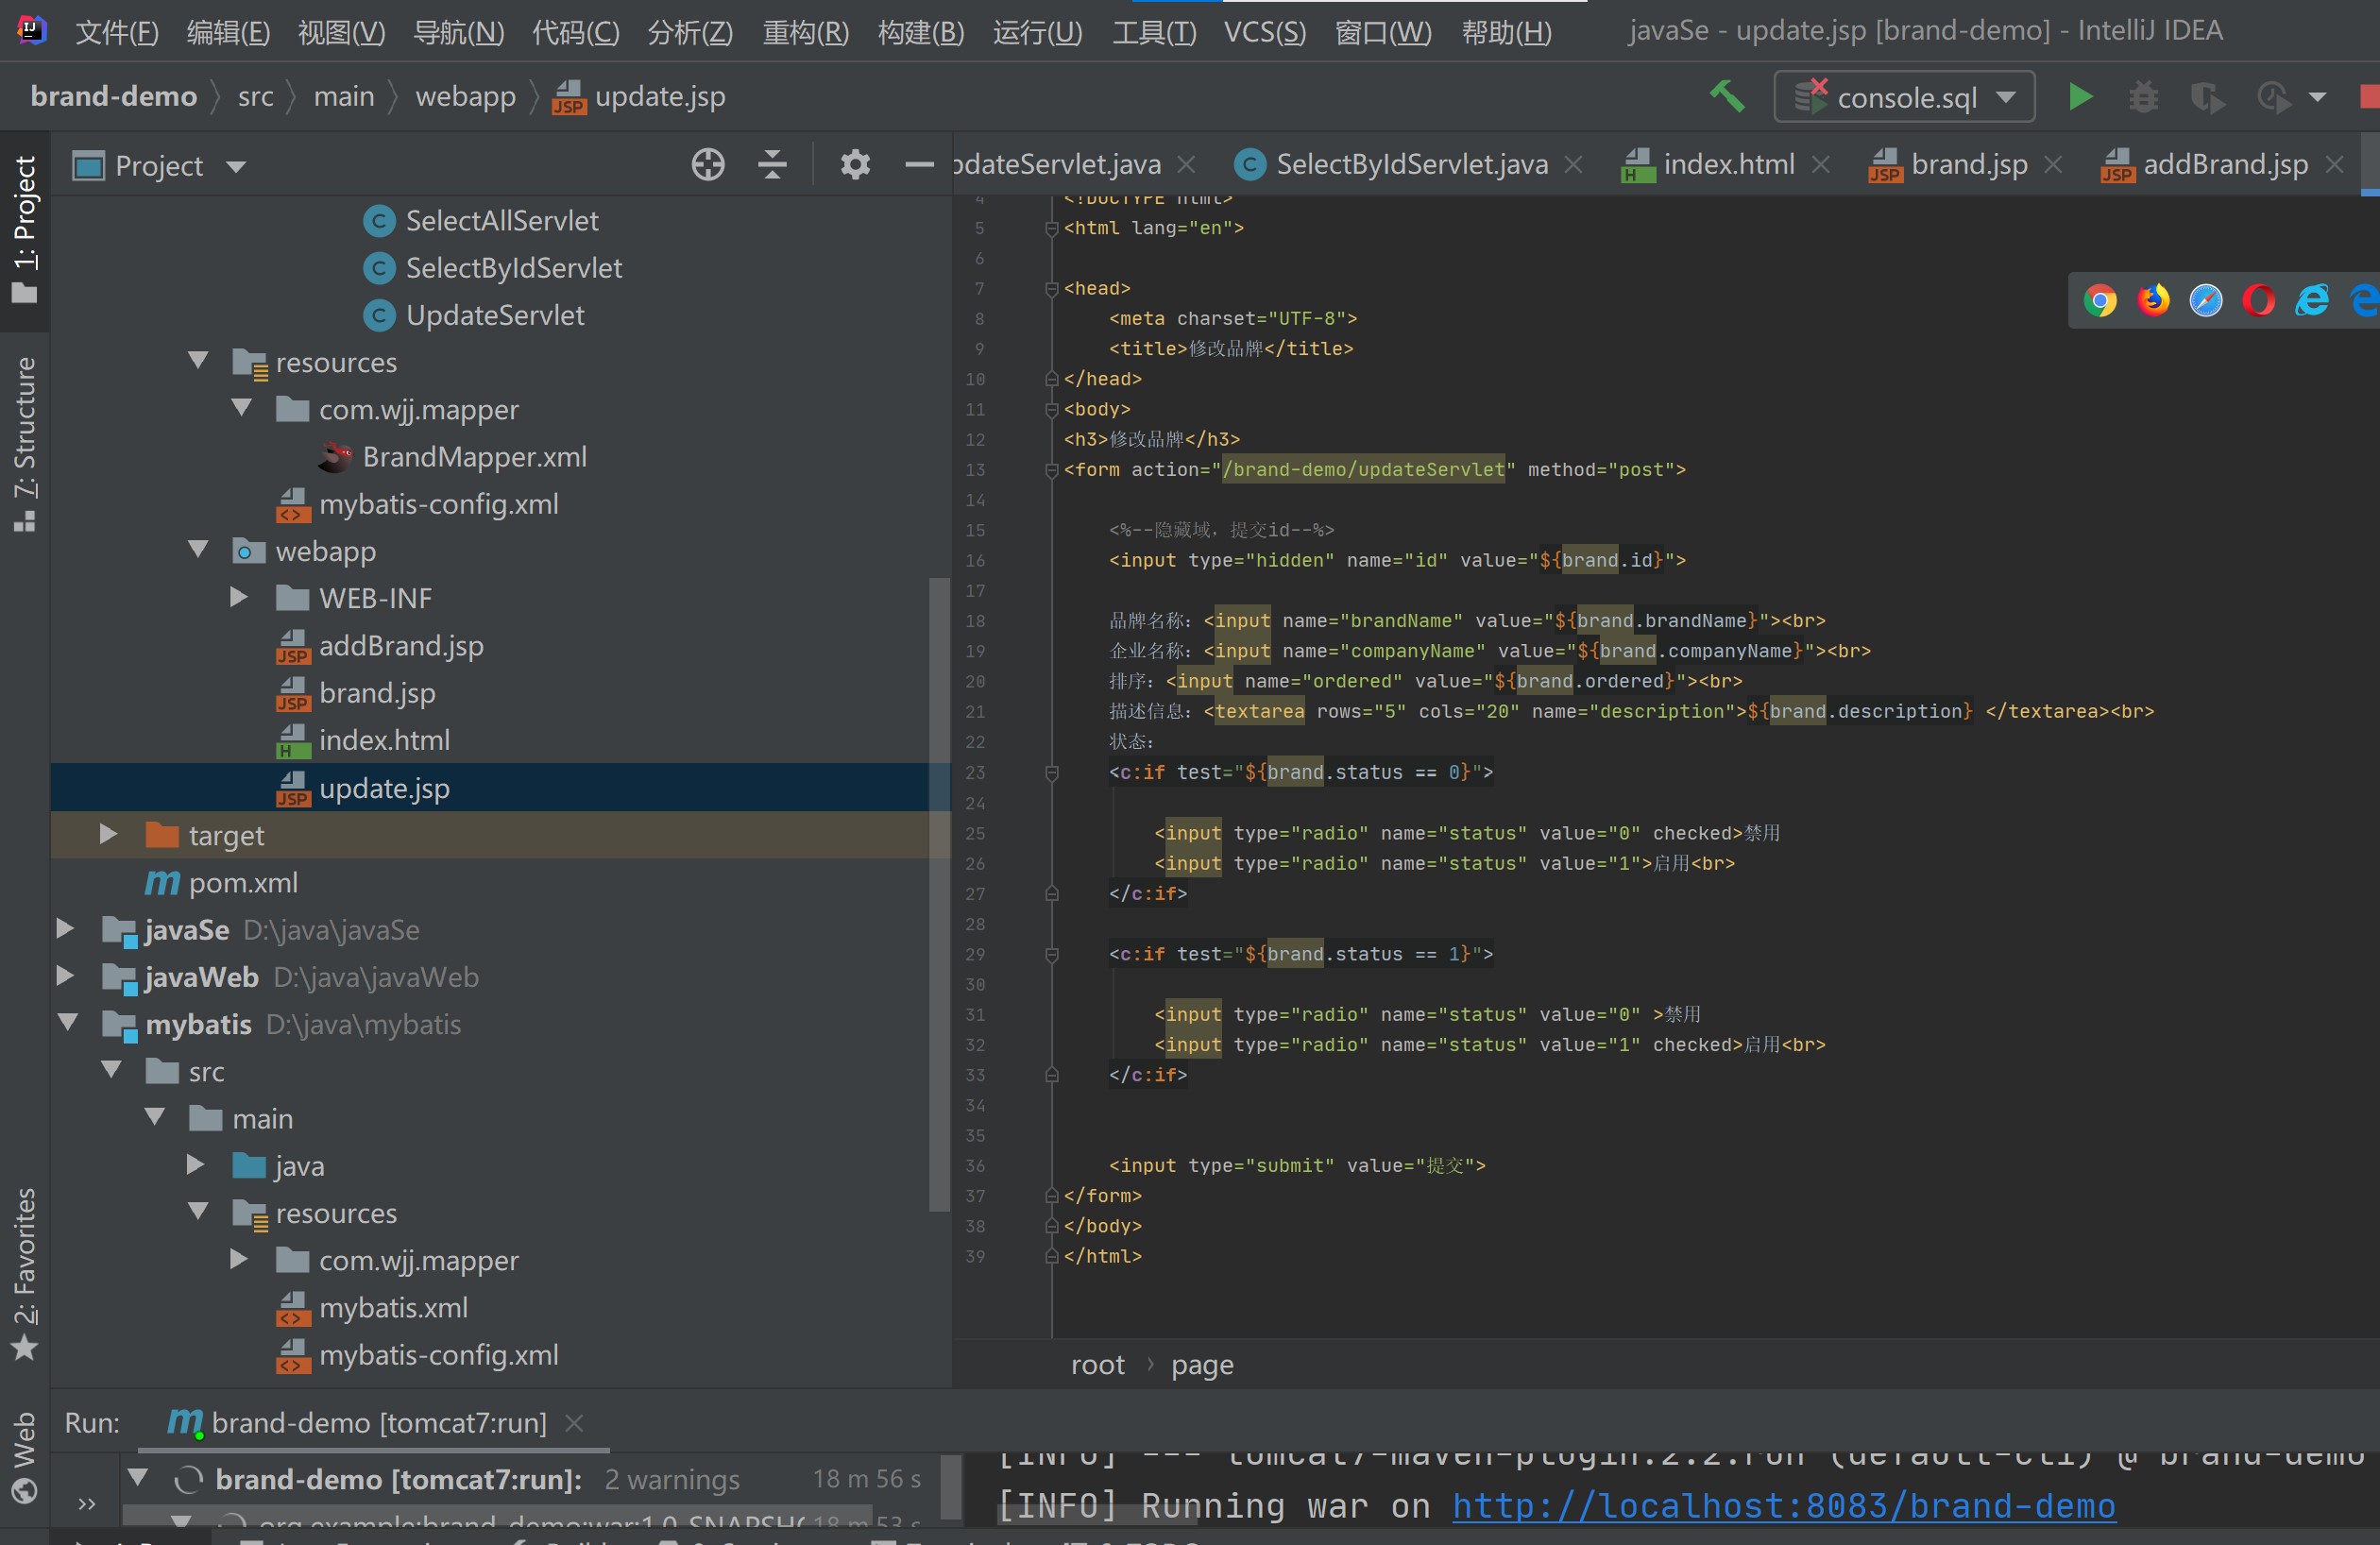 文件(F) 编辑(E) 视图(V) 导航(N) 代码(C) 分析(Z) 重构(R) 构建(B) 运行(U) 工具(T) VCS(S) 窗口(W) 帮助(H) javaSe - update.jsp [brand-demo] - IntelliJ IDEA
brand-demo src main webapp update.jsp console.sql
1: Project
7: Structure
2: Favorites
Web
Project
SelectAllServlet
SelectByIdServlet
UpdateServlet
resources
com.wjj.mapper
BrandMapper.xml
mybatis-config.xml
webapp
WEB-INF
addBrand.jsp
brand.jsp
index.html
update.jsp
target
pom.xml
javaSe D:\java\javaSe
javaWeb D:\java\javaWeb
mybatis D:\java\mybatis
src
main
java
resources
com.wjj.mapper
mybatis.xml
mybatis-config.xml
pdateServlet.java SelectByIdServlet.java index.html brand.jsp addBrand.jsp
4 <!DOCTYPE html>
5 <html lang="en">
6
7 <head>
8 <meta charset="UTF-8">
9 <title>修改品牌</title>
10 </head>
11 <body>
12 <h3>修改品牌</h3>
13 <form action="/brand-demo/updateServlet" method="post">
14
15 <%--隐藏域，提交id--%>
16 <input type="hidden" name="id" value="${brand.id}">
17
18 品牌名称：<input name="brandName" value="${brand.brandName}"><br>
19 企业名称：<input name="companyName" value="${brand.companyName}"><br>
20 排序：<input name="ordered" value="${brand.ordered}"><br>
21 描述信息：<textarea rows="5" cols="20" name="description">${brand.description} </textarea><br>
22 状态：
23 <c:if test="${brand.status == 0}">
24
25 <input type="radio" name="status" value="0" checked>禁用
26 <input type="radio" name="status" value="1">启用<br>
27 </c:if>
28
29 <c:if test="${brand.status == 1}">
30
31 <input type="radio" name="status" value="0" >禁用
32 <input type="radio" name="status" value="1" checked>启用<br>
33 </c:if>
34
35
36 <input type="submit" value="提交">
37 </form>
38 </body>
39 </html>
root › page
Run: brand-demo [tomcat7:run]
brand-demo [tomcat7:run]: 2 warnings 18 m 56 s
org.example:brand-demo:war:1.0-SNAPSHO 18 m 53 s
[INFO] --- tomcat7-maven-plugin:2.2:run (default-cli) @ brand-demo
[INFO] Running war on http://localhost:8083/brand-demo